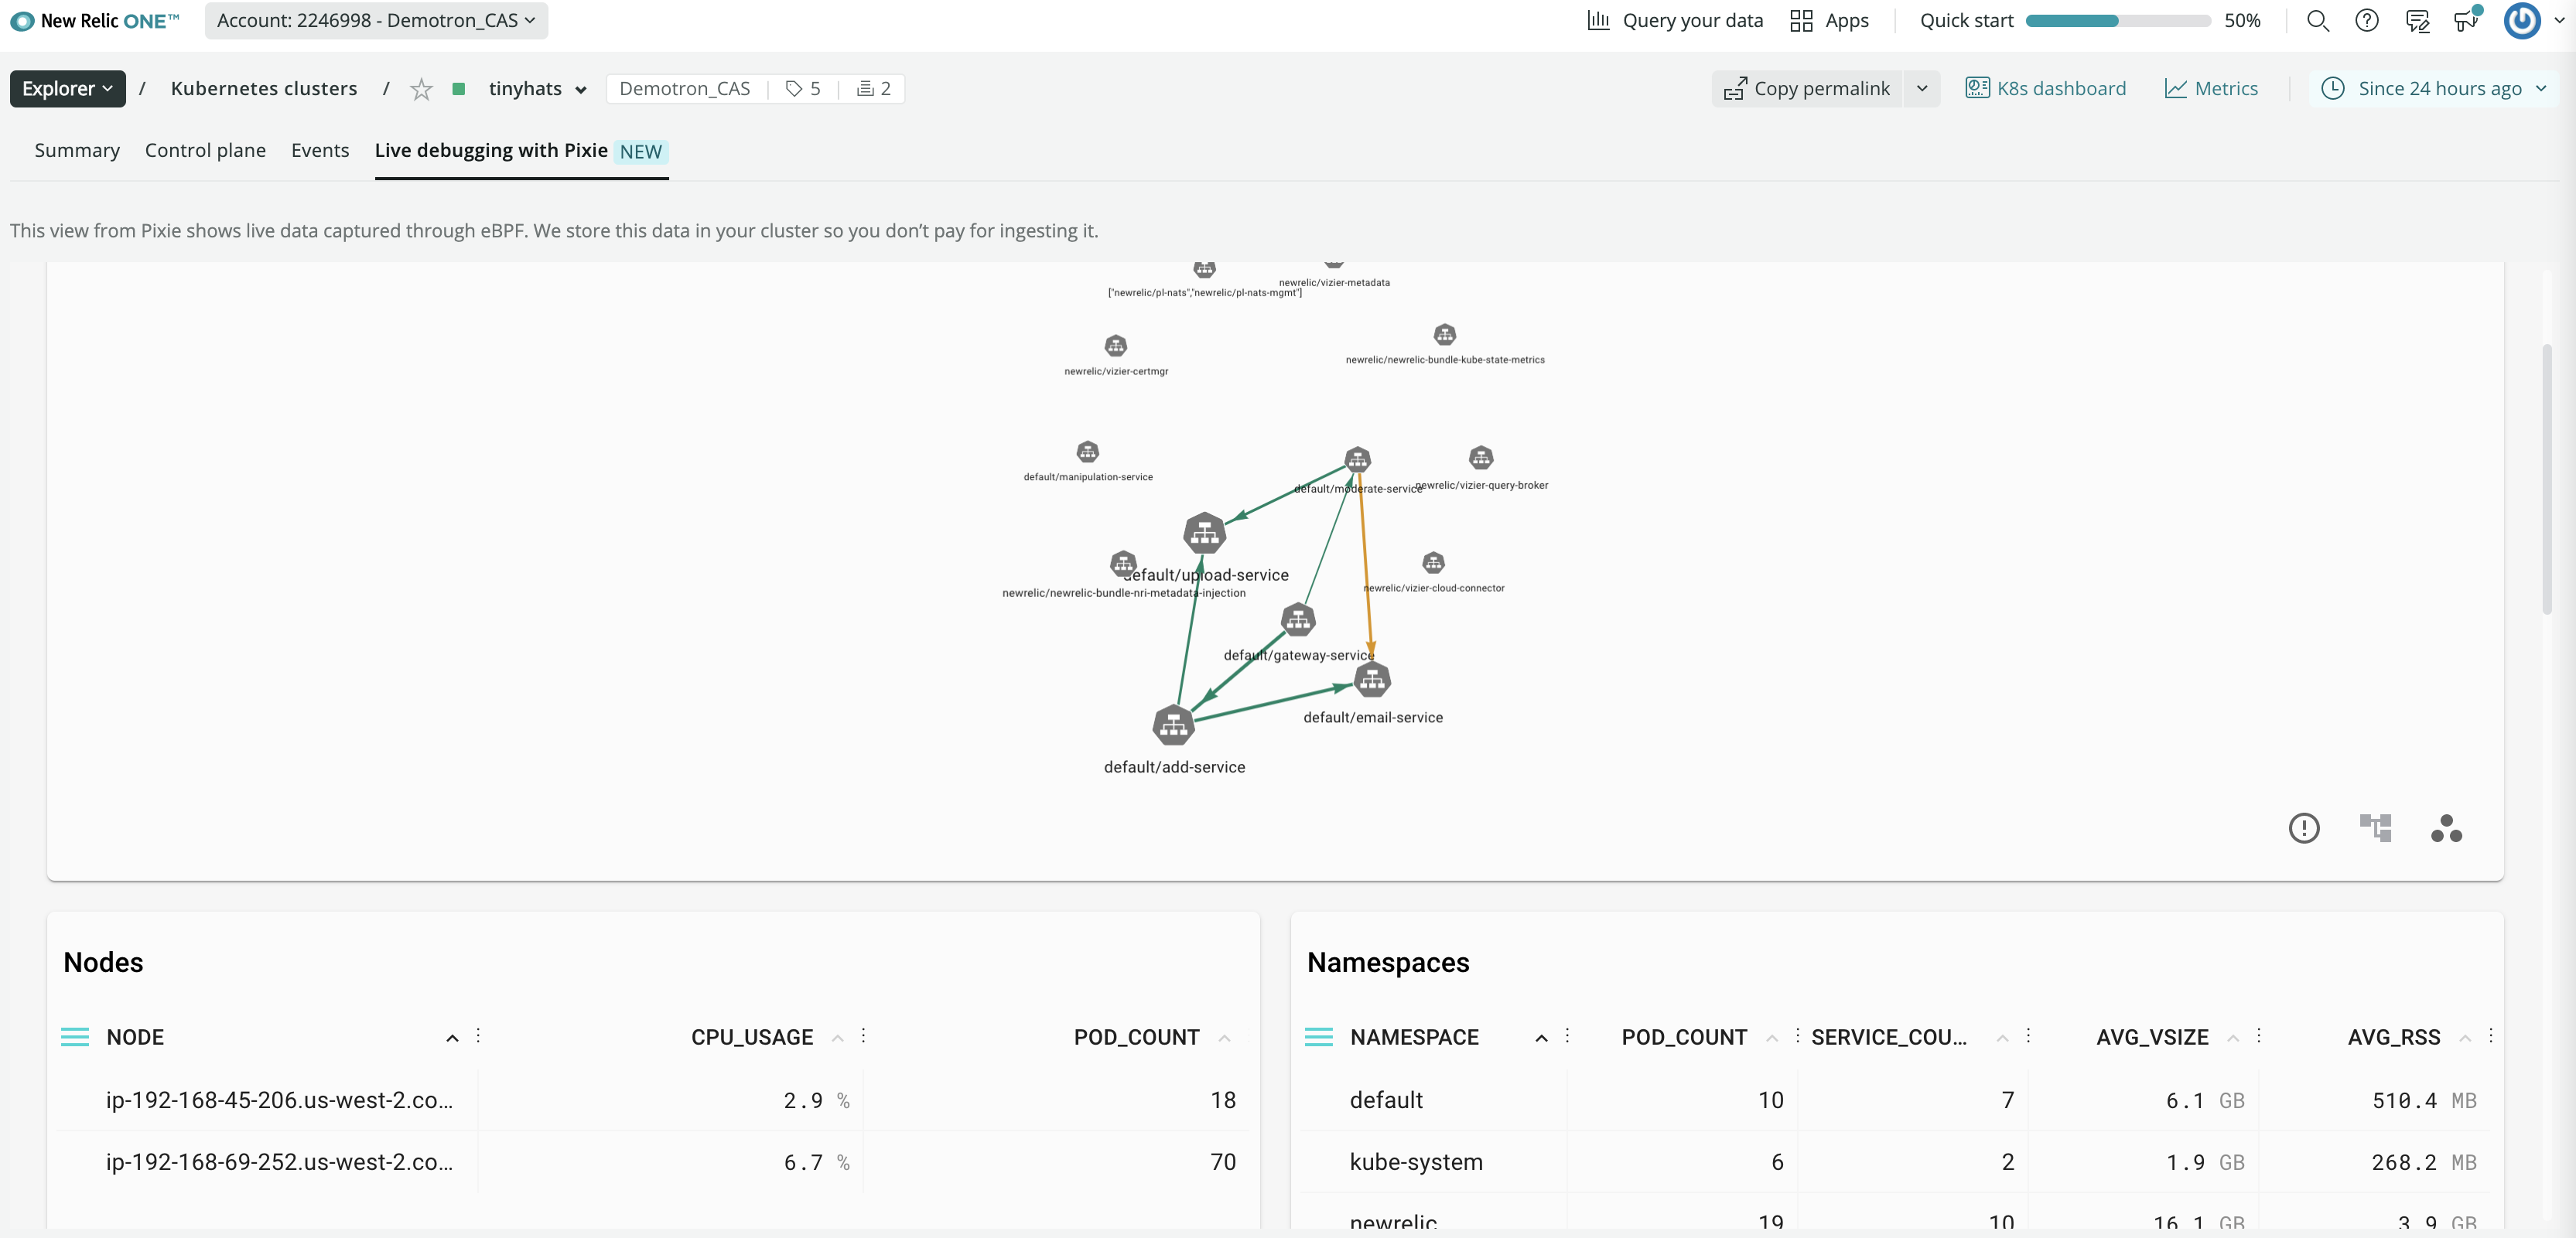 New Relic ONE™ Account: 2246998 - Demotron_CAS Query your data Apps Quick start 50%
Explorer / Kubernetes clusters / tinyhats Demotron_CAS 5 2 Copy permalink K8s dashboard Metrics Since 24 hours ago
Summary Control plane Events Live debugging with Pixie NEW
This view from Pixie shows live data captured through eBPF. We store this data in your cluster so you don’t pay for ingesting it.
newrelic/vizier-metadata
["newrelic/pl-nats","newrelic/pl-nats-mgmt"]
newrelic/newrelic-bundle-kube-state-metrics
newrelic/vizier-certmgr
default/manipulation-service
default/moderate-service
newrelic/vizier-query-broker
default/upload-service
newrelic/newrelic-bundle-nri-metadata-injection
newrelic/vizier-cloud-connector
default/gateway-service
default/email-service
default/add-service
Nodes
NODE CPU_USAGE POD_COUNT
ip-192-168-45-206.us-west-2.co... 2.9 % 18
ip-192-168-69-252.us-west-2.co... 6.7 % 70
Namespaces
NAMESPACE POD_COUNT SERVICE_COU... AVG_VSIZE AVG_RSS
default 10 7 6.1 GB 510.4 MB
kube-system 6 2 1.9 GB 268.2 MB
newrelic 19 10 16.1 GB 3.9 GB